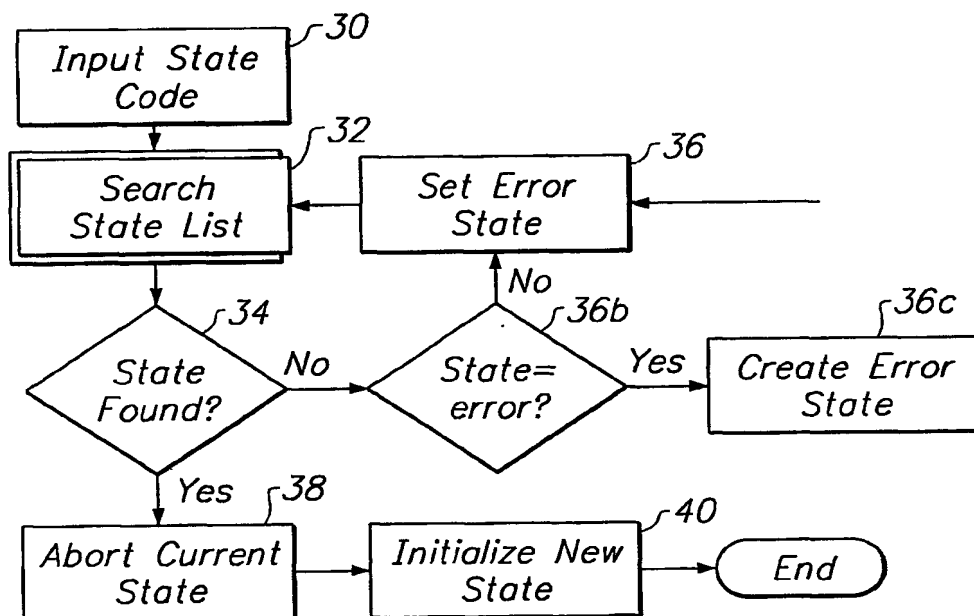 30
Input State
Code
32
Search
State List
36
Set Error
State
No
34
State
Found?
No
36b
State=
error?
Yes
36c
Create Error
State
Yes
38
Abort Current
State
40
Initialize New
State
End